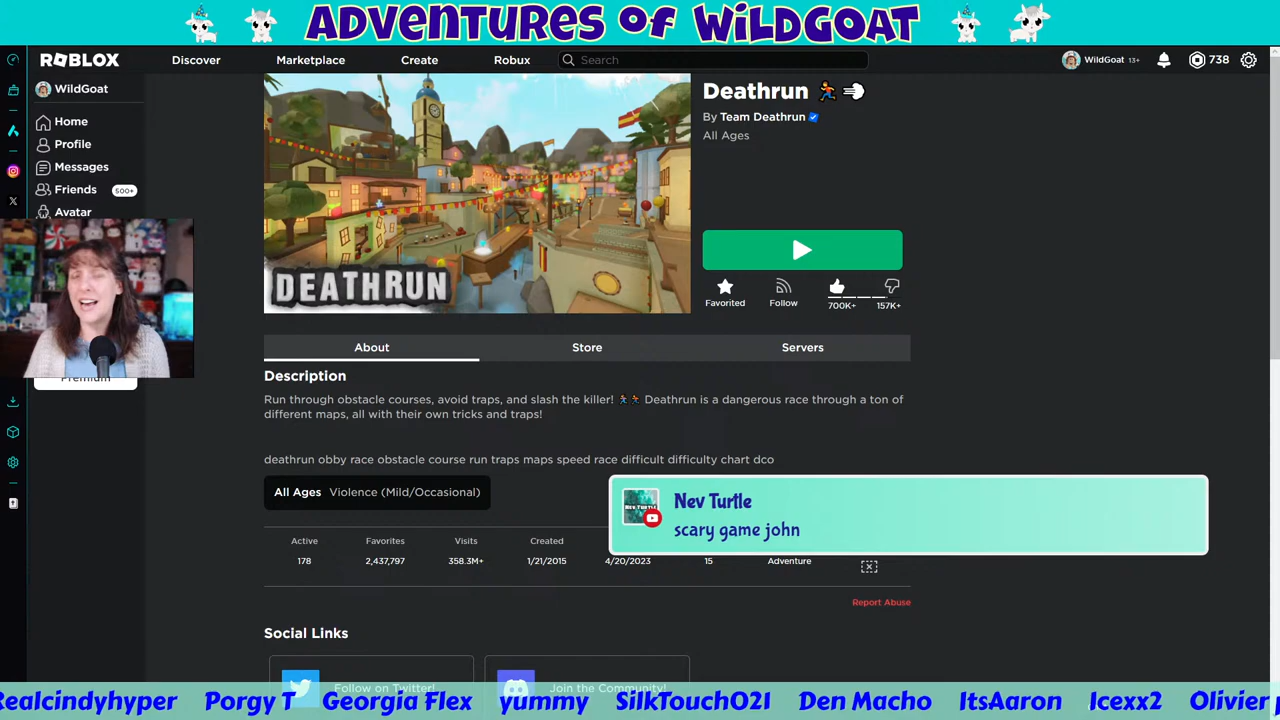 ADVENTURES OF WILDGOAT
ROBLOX Discover Marketplace Create Robux Search WildGoat 13+ 738
WildGoat
Home
Profile
Messages
Friends 500+
Avatar
Premium
DEATHRUN
Deathrun
By Team Deathrun
All Ages
Favorited Follow 700K+ 157K+
About Store Servers
Description
Run through obstacle courses, avoid traps, and slash the killer! 🏃🏃 Deathrun is a dangerous race through a ton of
different maps, all with their own tricks and traps!
deathrun obby race obstacle course run traps maps speed race difficult difficulty chart dco
All Ages Violence (Mild/Occasional)
Nev Turtle
scary game john
Active Favorites Visits Created
178 2,437,797 358.3M+ 1/21/2015 4/20/2023 15 Adventure
Report Abuse
Social Links
Follow on Twitter! Join the Community!
Realcindyhyper Porgy T Georgia Flex yummy SilkTouch021 Den Macho ItsAaron Icexx2 Olivier